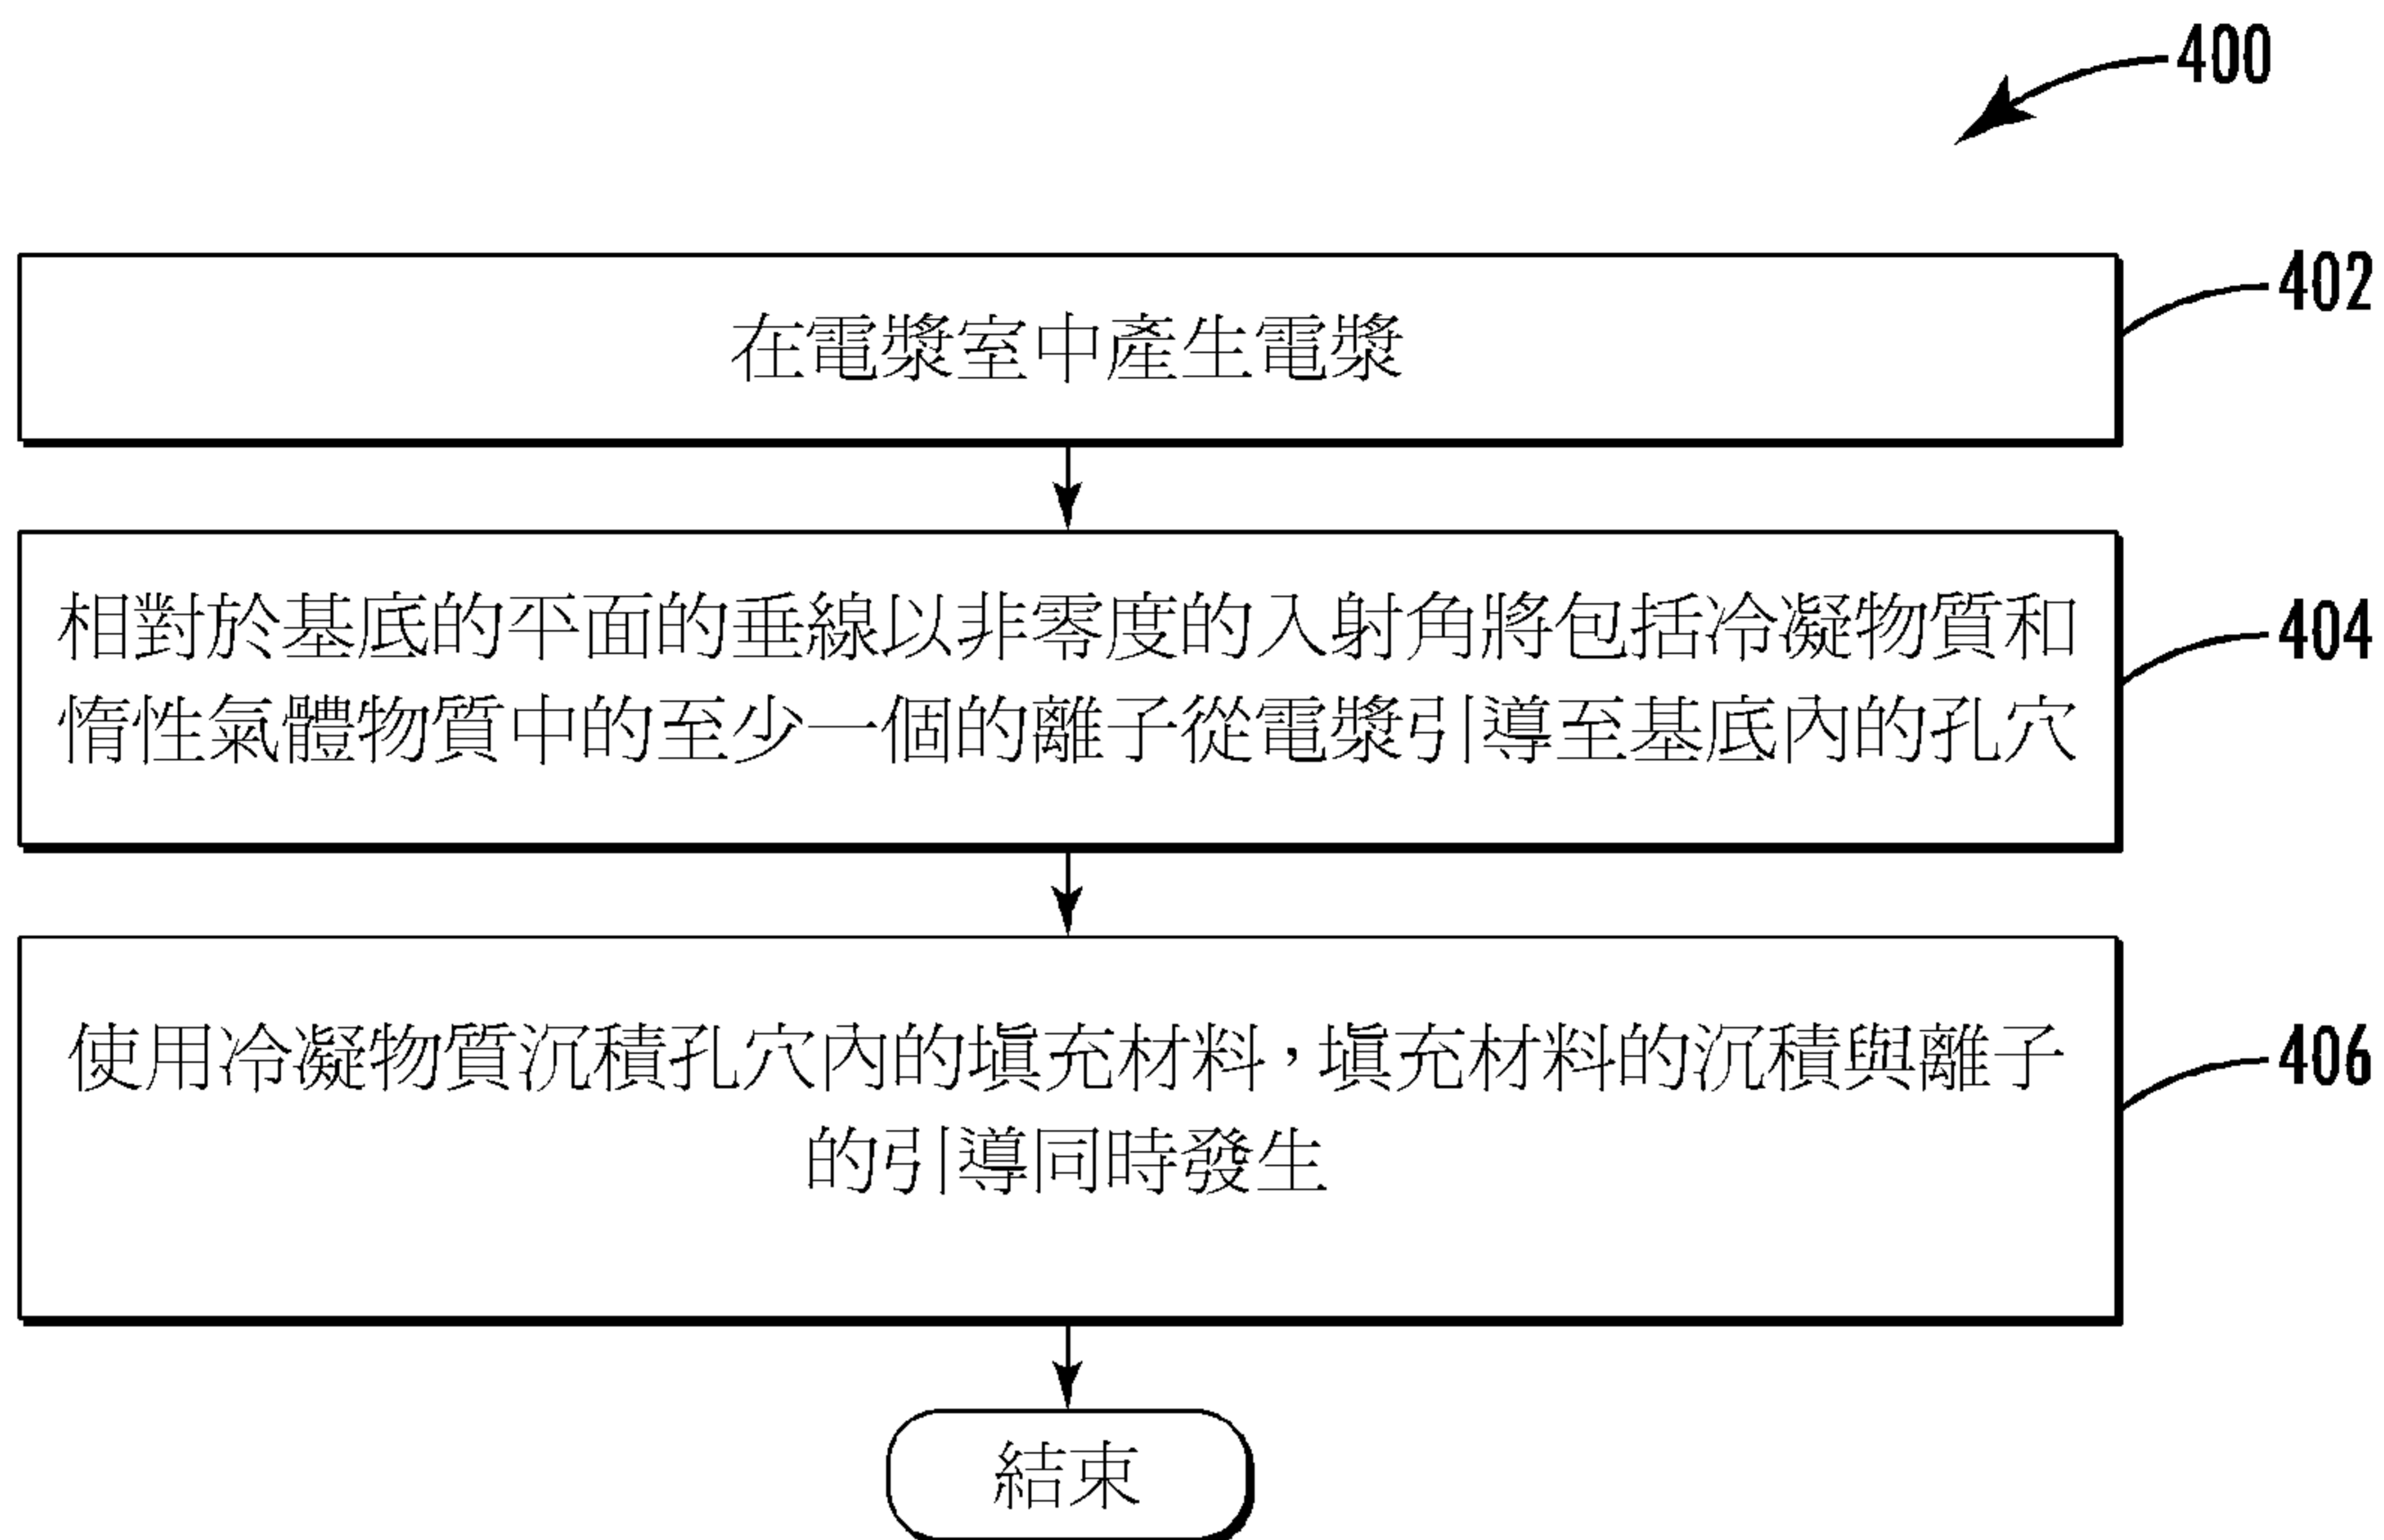 400
402
在電漿室中產生電漿
相對於基底的平面的垂線以非零度的入射角將包括冷凝物質和
404
惰性氣體物質中的至少一個的離子從電漿引導至基底內的孔穴
使用冷凝物質沉積孔穴內的填充材料，填充材料的沉積與離子
406
的引導同時發生
結束